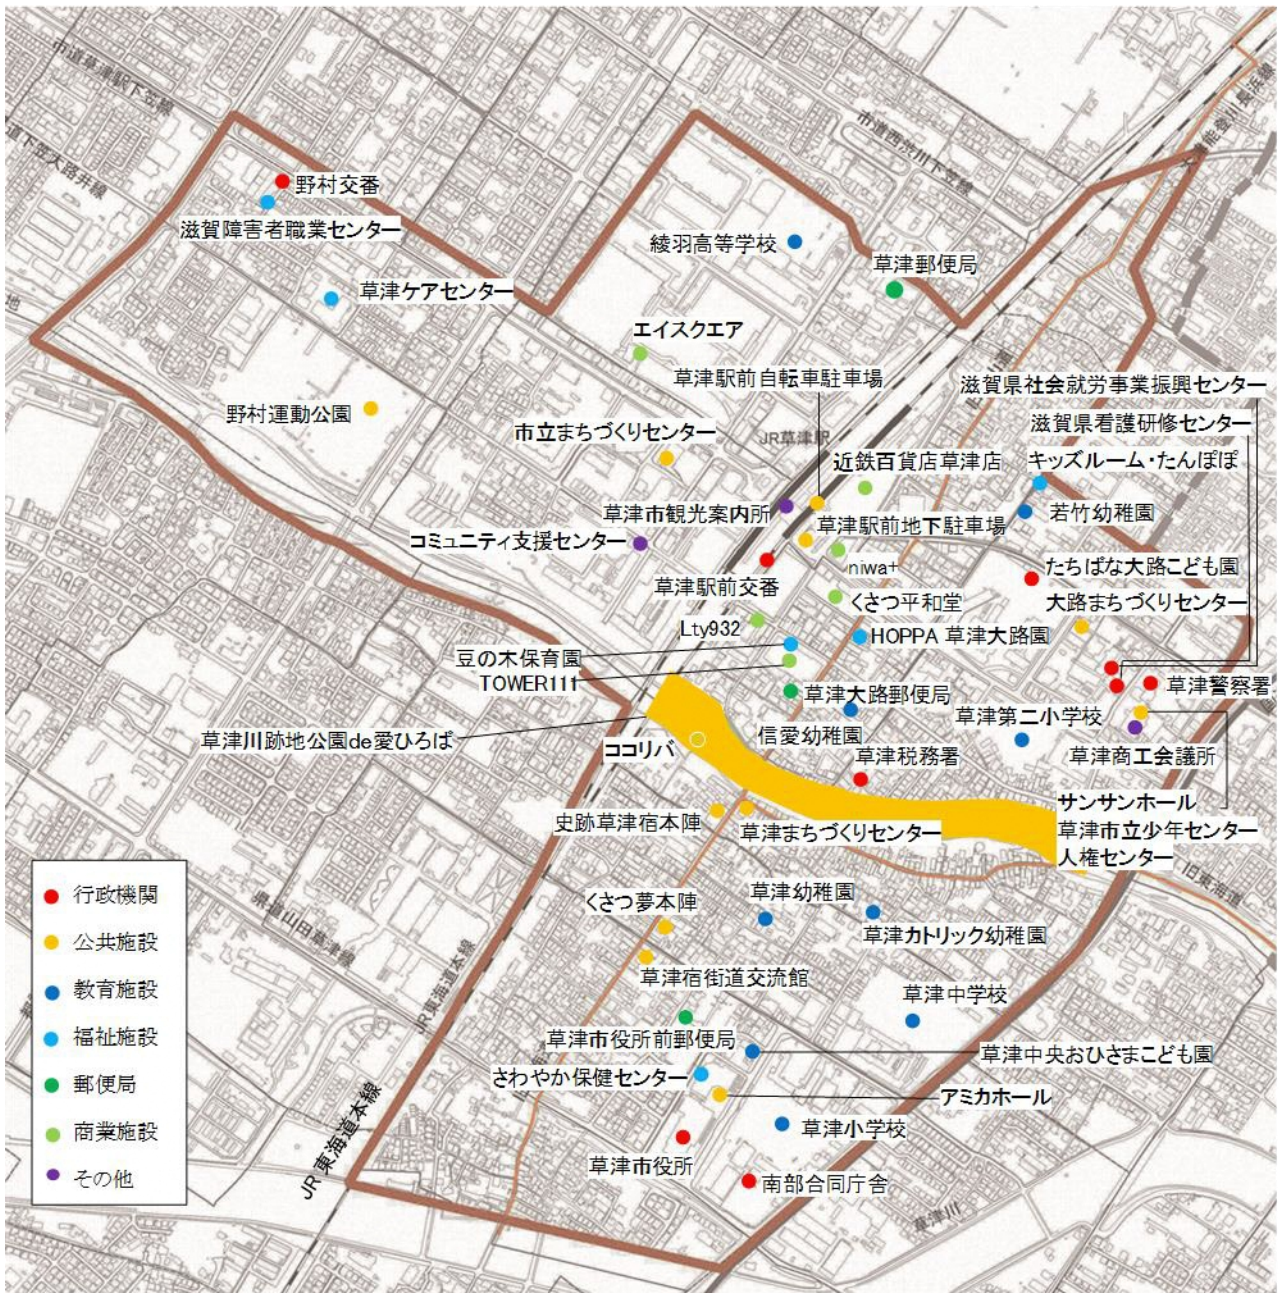 市道草津駅下笠線
道下笠大路井線
市道西渋川下笠線
大津能登川長浜線
野村交番
滋賀障害者職業センター
綾羽高等学校
草津郵便局
草津ケアセンター
エイスクエア
草津駅前自転車駐車場
滋賀県社会就労事業振興センター
野村運動公園
滋賀県看護研修センター
市立まちづくりセンター
JR草津駅
近鉄百貨店草津店
キッズルーム・たんぽぽ
草津市観光案内所
若竹幼稚園
草津駅前地下駐車場
コミュニティ支援センター
niwa+
たちばな大路こども園
草津駅前交番
くさつ平和堂
大路まちづくりセンター
Lty932
HOPPA 草津大路園
豆の木保育園
TOWER111
草津警察署
草津大路郵便局
草津第二小学校
草津川跡地公園de愛ひろば
ココリバ
信愛幼稚園
草津税務署
草津商工会議所
サンサンホール
草津市立少年センター
人権センター
史跡草津宿本陣
草津まちづくりセンター
旧東海道
くさつ夢本陣
草津幼稚園
草津カトリック幼稚園
県道山田草津線
JR東海道本線
草津宿街道交流館
草津中学校
草津市役所前郵便局
草津中央おひさまこども園
さわやか保健センター
アミカホール
草津小学校
草津市役所
南部合同庁舎
JR東海道本線
草津川
行政機関
公共施設
教育施設
福祉施設
郵便局
商業施設
その他